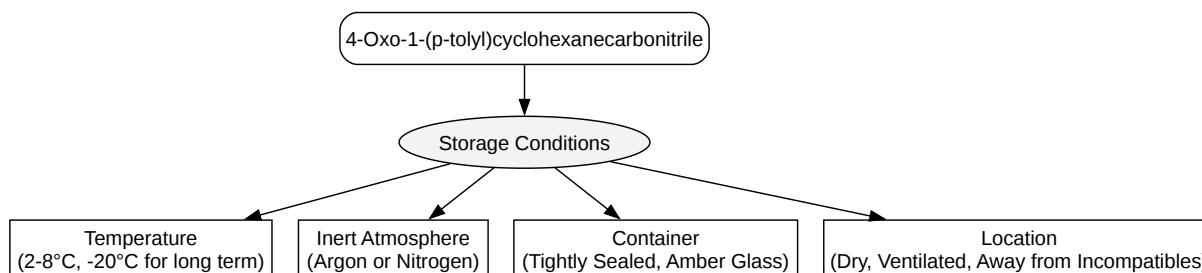 4-Oxo-1-(p-tolyl)cyclohexanecarbonitrile
Storage Conditions
Temperature
(2-8°C, -20°C for long term)
Inert Atmosphere
(Argon or Nitrogen)
Container
(Tightly Sealed, Amber Glass)
Location
(Dry, Ventilated, Away from Incompatibles)